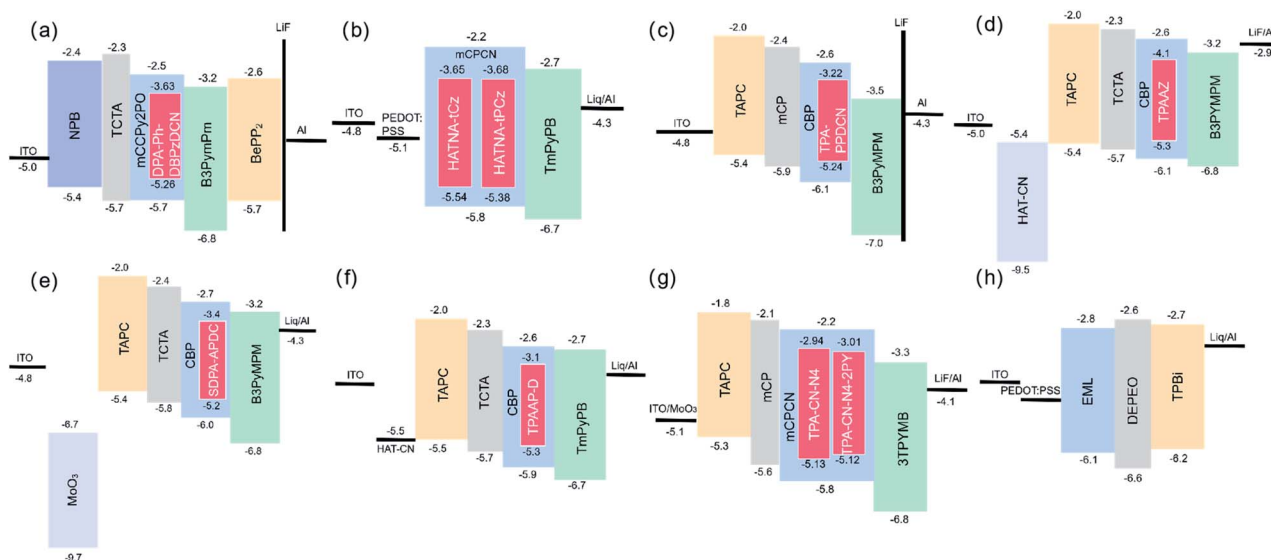 (a)
-2.4
-2.3
-2.5
-3.63
-3.2
-2.6
LiF
ITO
-5.0
NPB
TCTA
mCCPy2PO
DPA-Ph-
DBPzDCN
B3PymPm
BePP₂
Al
-5.4
-5.7
-5.26
-5.7
-6.8
-5.7
(b)
-2.2
mCPCN
-3.65
-3.68
-2.7
ITO
-4.8
PEDOT:
PSS
-5.1
HATNA-tCz
HATNA-tPCz
TmPyPB
Liq/Al
-4.3
-5.54
-5.38
-5.8
-6.7
(c)
-2.0
-2.4
-2.6
-3.22
-3.5
LiF
ITO
-4.8
TAPC
mCP
CBP
TPA-
PPDCN
B3PyMPM
Al
-4.3
-5.4
-5.9
-5.24
-6.1
-7.0
(d)
-2.0
-2.3
-2.6
-4.1
-3.2
LiF/Al
-2.9
ITO
-5.0
-5.4
HAT-CN
TAPC
TCTA
CBP
TPAAZ
B3PYMPM
-5.4
-5.7
-5.3
-6.1
-6.8
-9.5
(e)
-2.0
-2.4
-2.7
-3.4
-3.2
ITO
-4.8
TAPC
TCTA
CBP
SDPA-APDC
B3PyMPM
Liq/Al
-4.3
-5.4
-5.8
-5.2
-6.0
-6.8
-6.7
MoO₃
-9.7
(f)
-2.0
-2.3
-2.6
-3.1
-2.7
ITO
-5.5
HAT-CN
TAPC
TCTA
CBP
TPAAP-D
TmPyPB
Liq/Al
-5.5
-5.7
-5.3
-5.9
-6.7
(g)
-1.8
-2.1
-2.2
-2.94
-3.01
-3.3
ITO/MoO₃
-5.1
TAPC
mCP
mCPCN
TPA-CN-N4
TPA-CN-N4-2PY
3TPYMB
LiF/Al
-4.1
-5.3
-5.6
-5.13
-5.12
-5.8
-6.8
(h)
-2.8
-2.6
-2.7
ITO
PEDOT:PSS
EML
DEPEO
TPBi
Liq/Al
-6.1
-6.6
-6.2